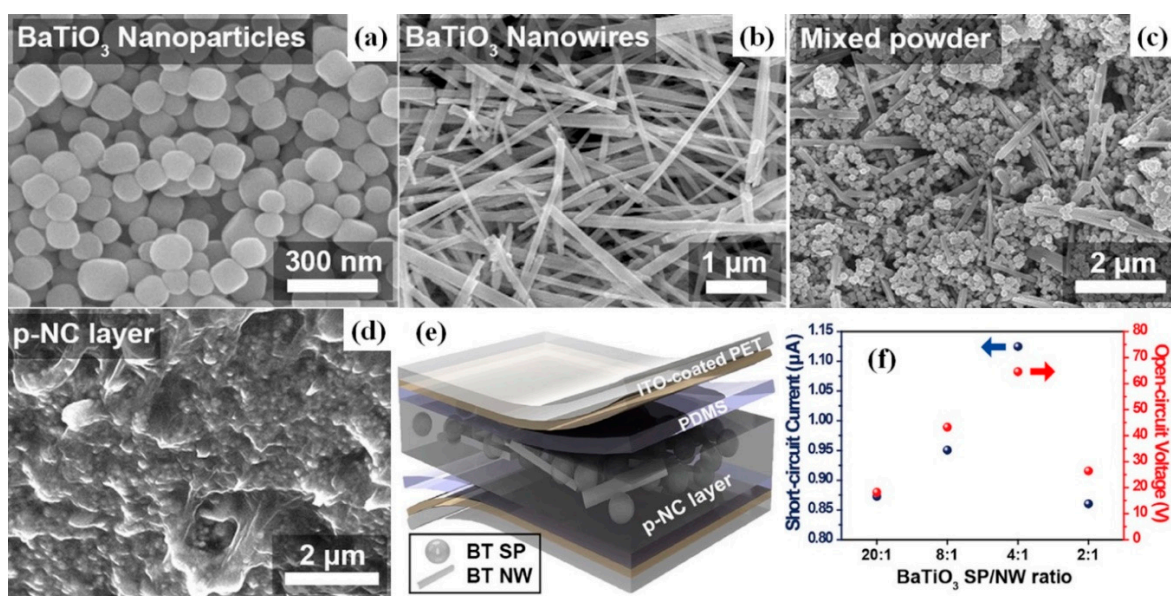 BaTiO₃ Nanoparticles
(a)
300 nm
BaTiO₃ Nanowires
(b)
1 µm
Mixed powder
(c)
2 µm
p-NC layer
(d)
2 µm
(e)
ITO-coated PET
PDMS
p-NC layer
BT SP
BT NW
(f)
Short-circuit Current (µA)
1.15
1.10
1.05
1.00
0.95
0.90
0.85
0.80
Open-circuit Voltage (V)
80
70
60
50
40
30
20
10
0
20:1 8:1 4:1 2:1
BaTiO₃ SP/NW ratio